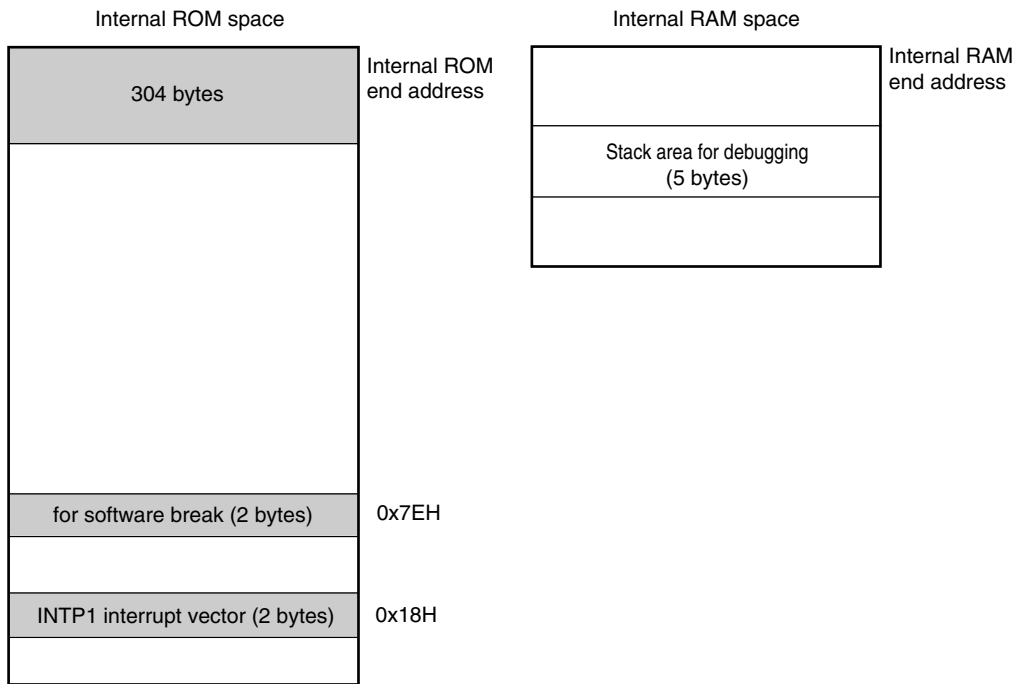 Internal ROM space
304 bytes
Internal ROM
end address
for software break (2 bytes)
0x7EH
INTP1 interrupt vector (2 bytes)
0x18H
Internal RAM space
Internal RAM
end address
Stack area for debugging
(5 bytes)